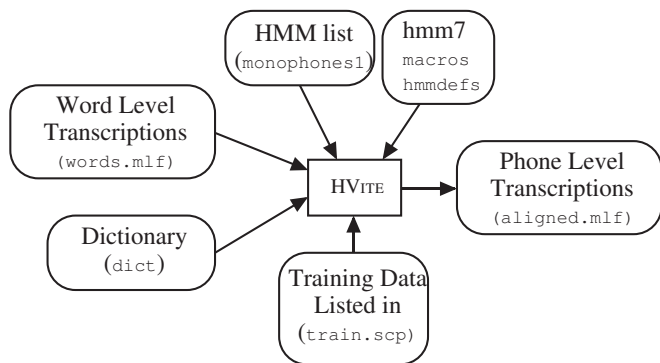 HMM list
(monophones1)
hmm7
macros
hmmdefs
Word Level
Transcriptions
(words.mlf)
HVITE
Phone Level
Transcriptions
(aligned.mlf)
Dictionary
(dict)
Training Data
Listed in
(train.scp)